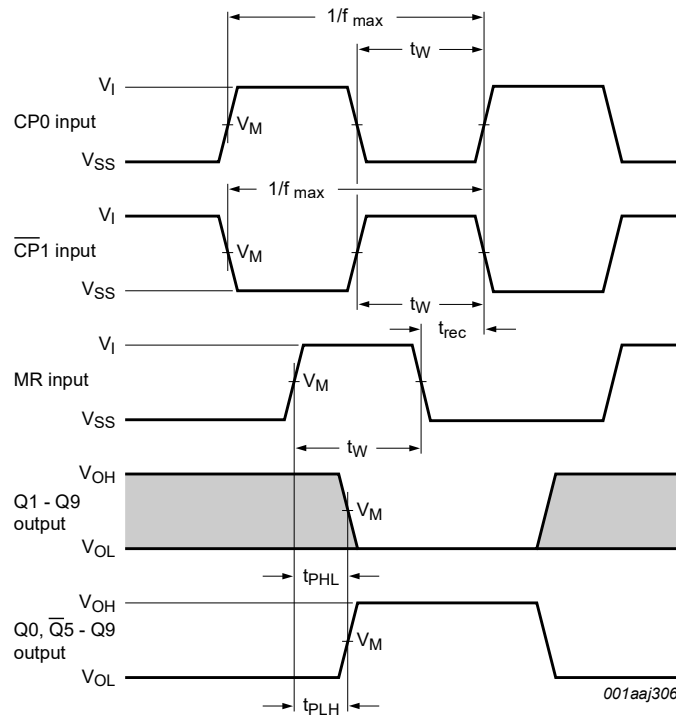 1/f max
tW
VI
CP0 input
VM
VSS
1/f max
VI
CP1 input
VM
VSS
tW
trec
VI
MR input
VM
VSS
tW
VOH
Q1 - Q9
output
VM
VOL
tPHL
VOH
Q0, Q̅5 - Q9
output
VM
VOL
tPLH
001aaj306